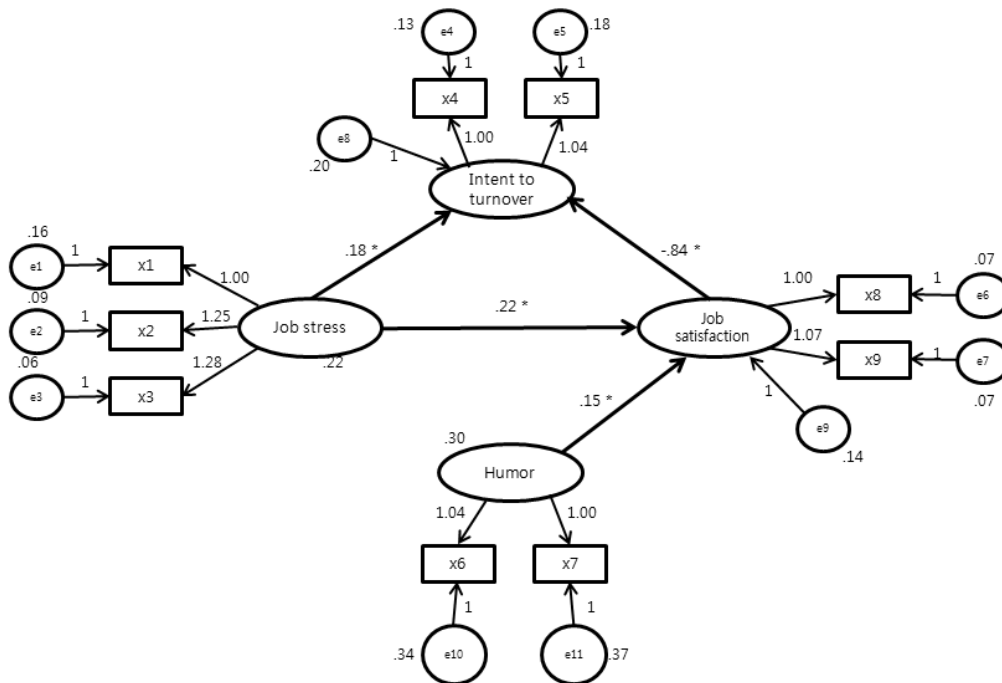 .13
e4
e5
.18
1
1
x4
x5
e8
1.00
1.04
1
.20
Intent to
turnover
.16
e1
1
x1
.18 *
-.84 *
1.00
.07
1.00
x8
1
e6
.09
e2
1
x2
1.25
Job stress
.22 *
Job
satisfaction
1.07
.06
e3
1
x3
1.28
.22
x9
1
e7
.07
.15 *
1
e9
.14
.30
Humor
1.04
1.00
x6
x7
1
1
.34
e10
e11
.37